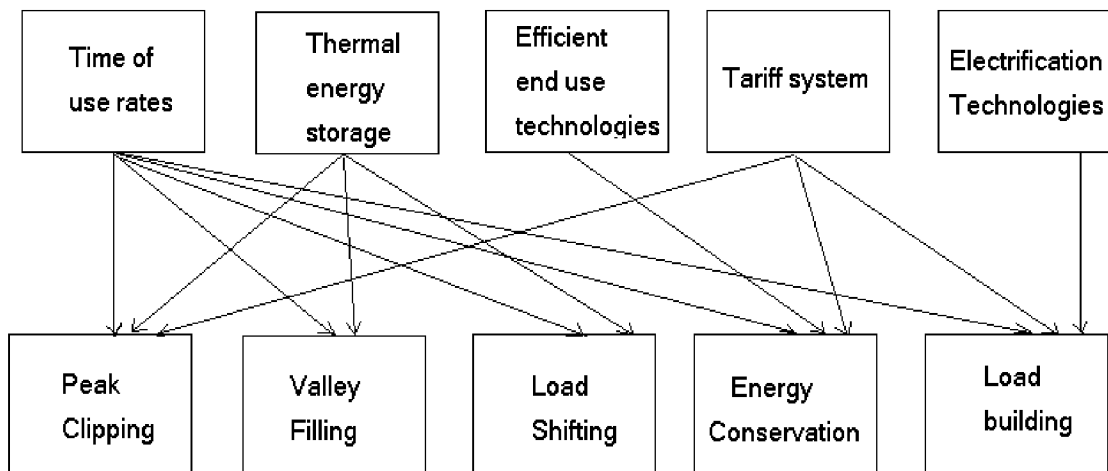 Time of
use rates
Thermal
energy
storage
Efficient
end use
technologies
Tariff system
Electrification
Technologies
Peak
Clipping
Valley
Filling
Load
Shifting
Energy
Conservation
Load
building